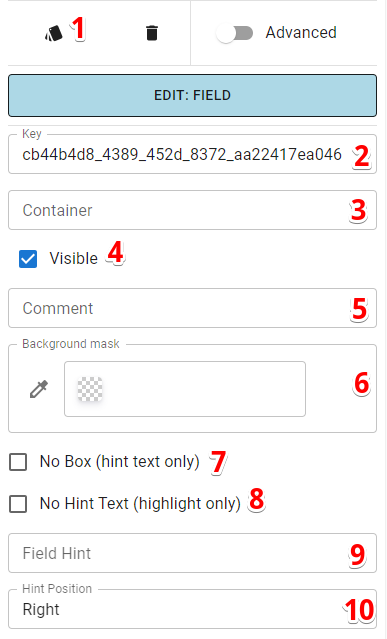 1
Advanced
EDIT: FIELD
Key
cb44b4d8_4389_452d_8372_aa22417ea046 2
Container 3
Visible 4
Comment 5
Background mask
6
No Box (hint text only) 7
No Hint Text (highlight only) 8
Field Hint 9
Hint Position
Right 10